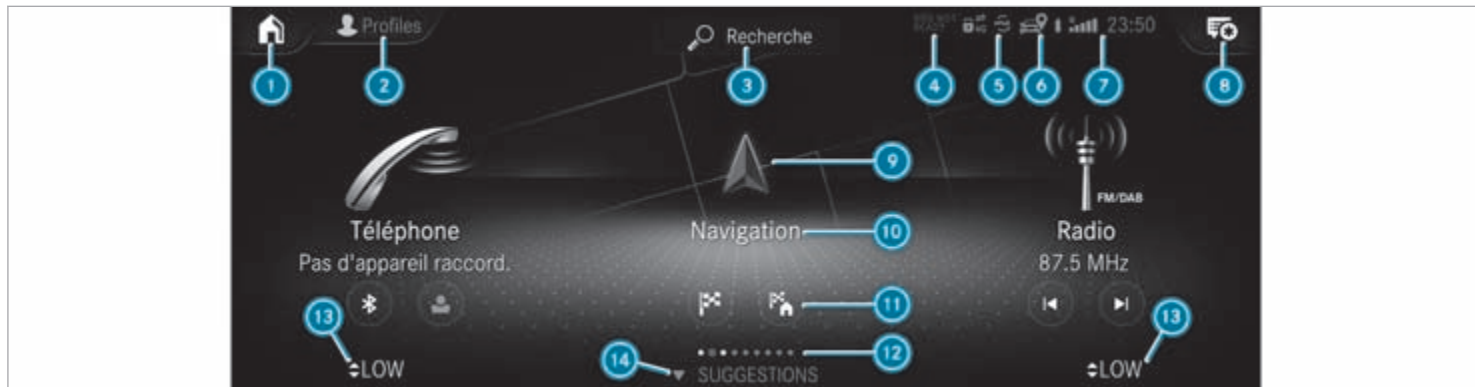 Profiles
Recherche
23:50
1
2
3
4
5
6
7
8
9
FM/DAB
Téléphone
Navigation
10
Radio
Pas d'appareil raccord.
87.5 MHz
11
13
13
12
14
LOW
SUGGESTIONS
LOW